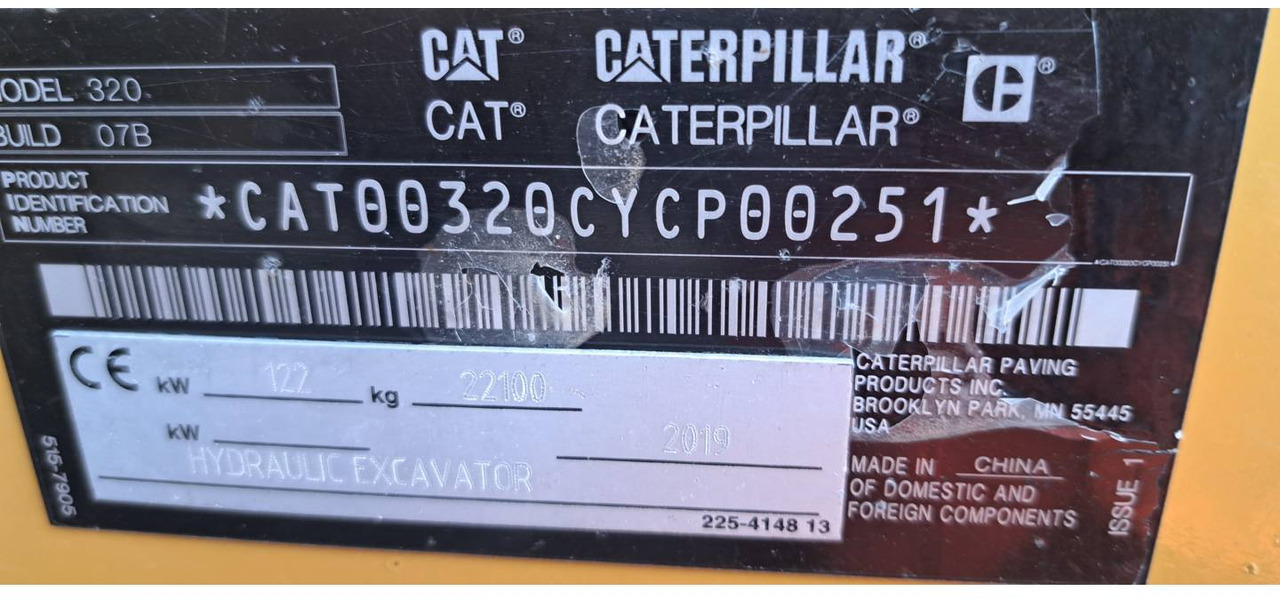 CAT® CATERPILLAR® ®
CAT® CATERPILLAR®
MODEL 320
BUILD 07B
PRODUCT
IDENTIFICATION
NUMBER
*CAT00320CYCP00251*
*CAT00320CYCP00251
CE kW 122 kg 22100
kW 2019
HYDRAULIC EXCAVATOR
225-4148 13
515-7905
CATERPILLAR PAVING
PRODUCTS INC.
BROOKLYN PARK, MN 55445
USA
MADE IN CHINA
OF DOMESTIC AND
FOREIGN COMPONENTS
ISSUE 1